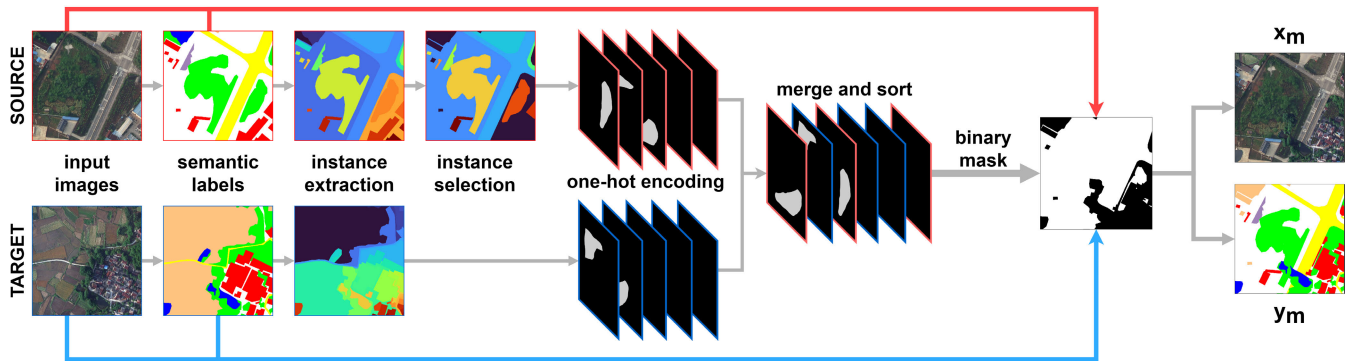 SOURCE
input
images
semantic
labels
instance
extraction
instance
selection
one-hot encoding
merge and sort
binary
mask
xm
TARGET
ym